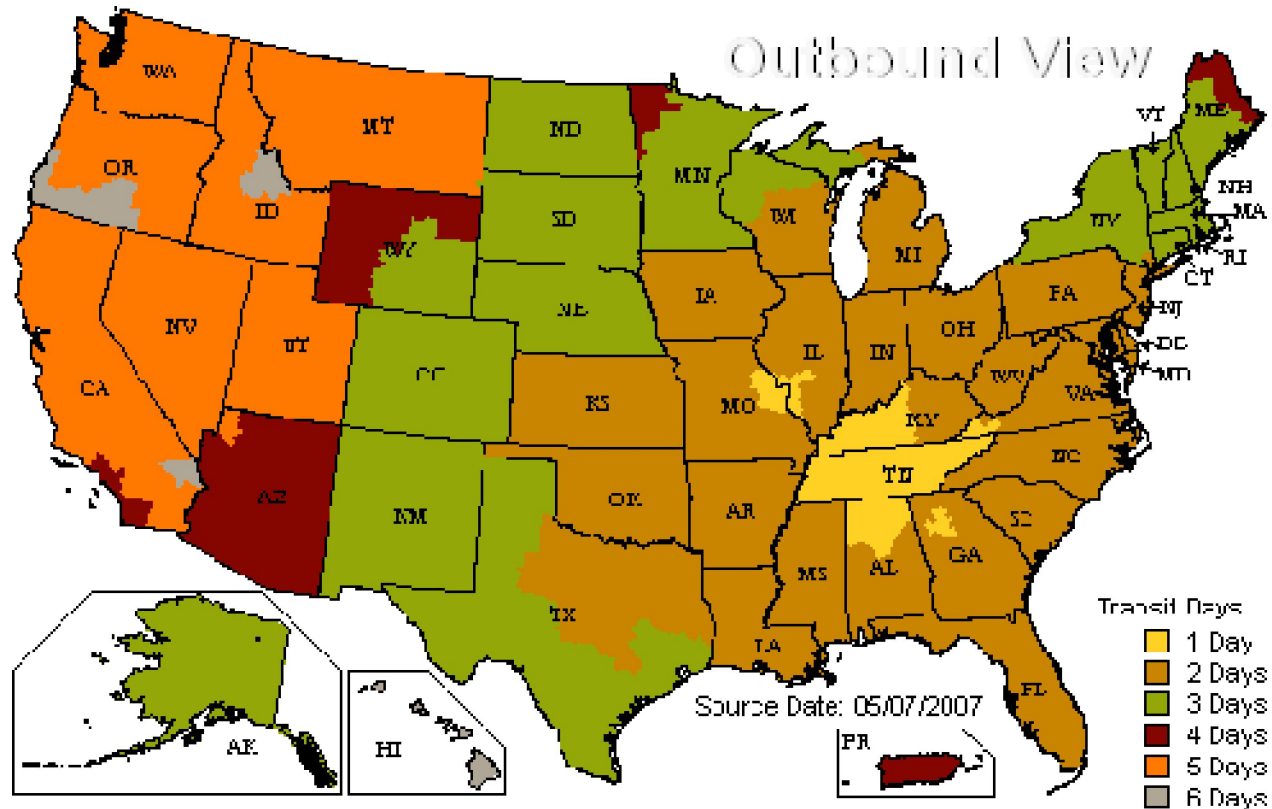 Outbound View
WA
MT
ND
MN
VT
ME
OR
ID
SD
WI
NY
NH
MA
WY
MI
RI
CT
IA
PA
NV
UT
NE
OH
NJ
CA
CO
IL
IN
DC
MD
KS
MO
WV
VA
KY
AZ
NM
OK
AR
TN
NC
SC
TX
MS
AL
GA
LA
FL
AK
HI
PR
Source Date: 05/07/2007
Transit Days
1 Day
2 Days
3 Days
4 Days
5 Days
6 Days